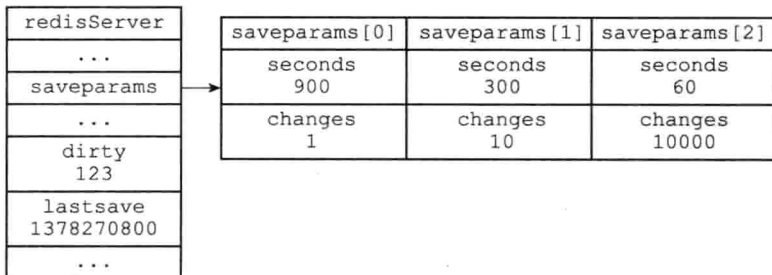 redisServer
...
saveparams
...
dirty
123
lastsave
1378270800
...
saveparams[0] saveparams[1] saveparams[2]
seconds seconds seconds
900 300 60
changes changes changes
1 10 10000